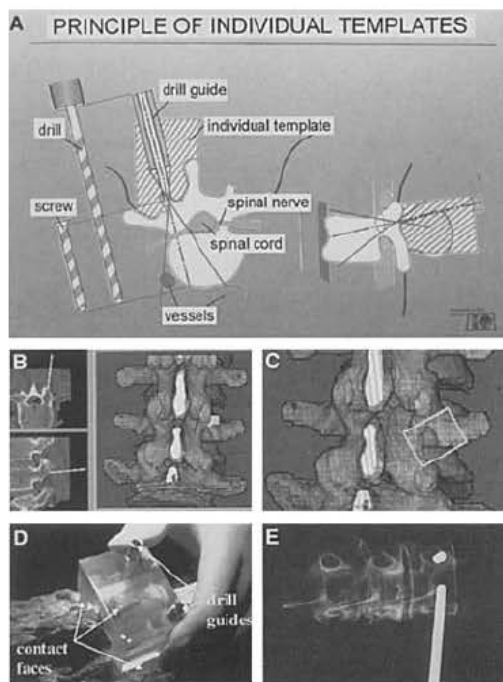 A
PRINCIPLE OF INDIVIDUAL TEMPLATES
drill guide
drill
individual template
screw
spinal nerve
spinal cord
vessels
B
C
D
drill
guides
contact
faces
E